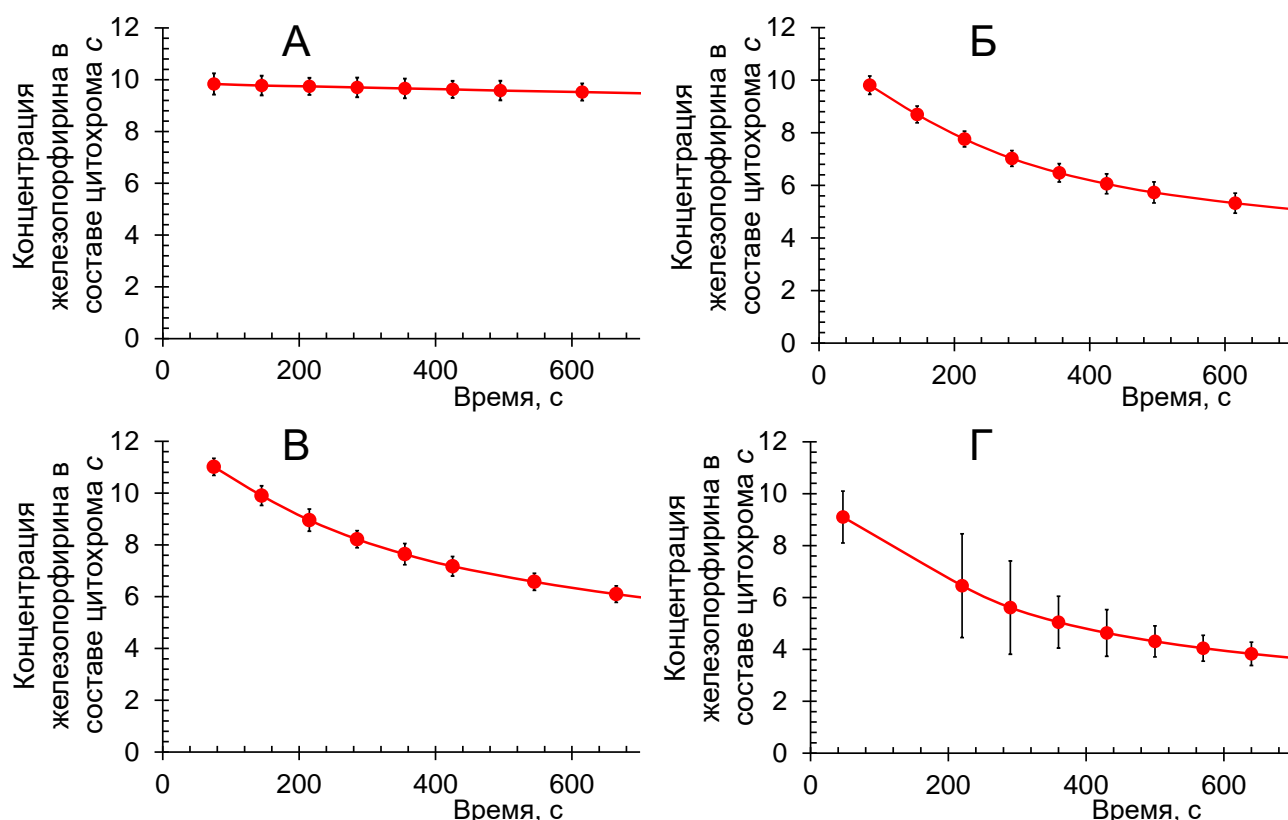 А
Концентрация
железопорфирина в
составе цитохрома с
12
10
8
6
4
2
0
0
200
400
600
Время, с
Б
Концентрация
железопорфирина в
составе цитохрома с
12
10
8
6
4
2
0
0
200
400
600
Время, с
В
Концентрация
железопорфирина в
составе цитохрома с
12
10
8
6
4
2
0
0
200
400
600
Время, с
Г
Концентрация
железопорфирина в
составе цитохрома с
12
10
8
6
4
2
0
0
200
400
600
Время, с